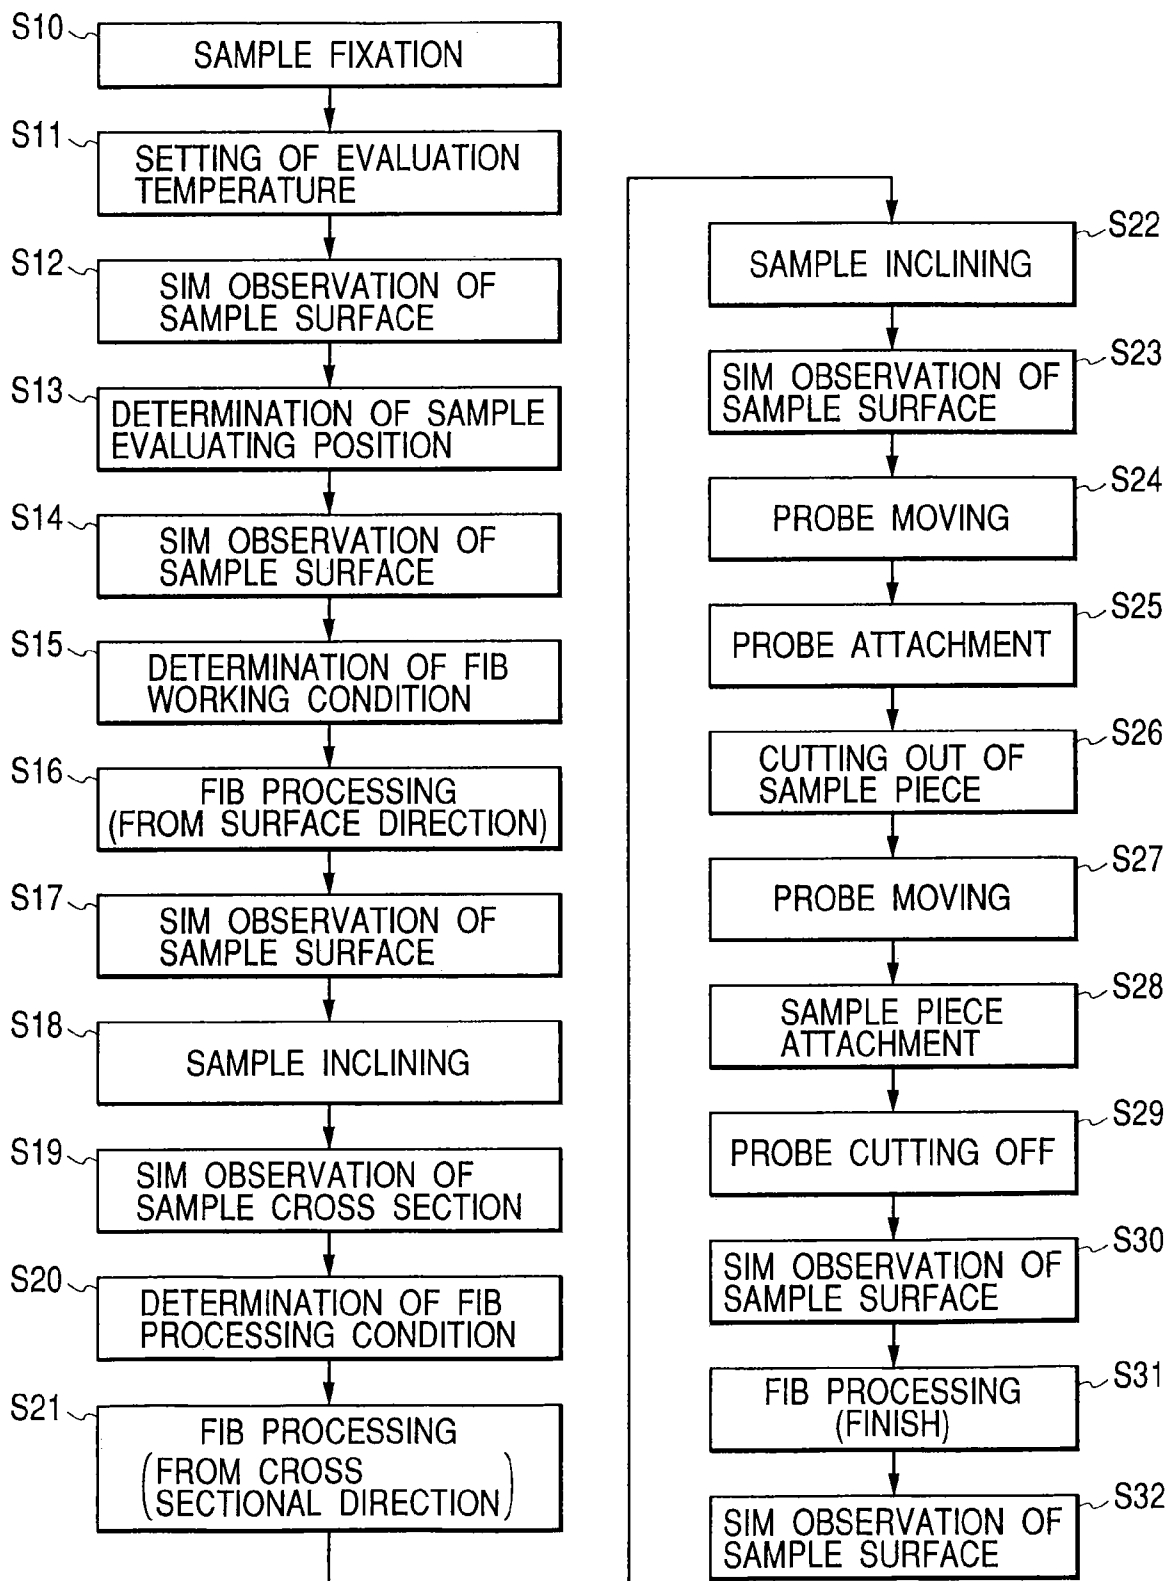 S10
SAMPLE FIXATION
S11
SETTING OF EVALUATION
TEMPERATURE
S12
SIM OBSERVATION OF
SAMPLE SURFACE
S13
DETERMINATION OF SAMPLE
EVALUATING POSITION
S14
SIM OBSERVATION OF
SAMPLE SURFACE
S15
DETERMINATION OF FIB
WORKING CONDITION
S16
FIB PROCESSING
(FROM SURFACE DIRECTION)
S17
SIM OBSERVATION OF
SAMPLE SURFACE
S18
SAMPLE INCLINING
S19
SIM OBSERVATION OF
SAMPLE CROSS SECTION
S20
DETERMINATION OF FIB
PROCESSING CONDITION
S21
FIB PROCESSING
(FROM CROSS
SECTIONAL DIRECTION)
S22
SAMPLE INCLINING
S23
SIM OBSERVATION OF
SAMPLE SURFACE
S24
PROBE MOVING
S25
PROBE ATTACHMENT
S26
CUTTING OUT OF
SAMPLE PIECE
S27
PROBE MOVING
S28
SAMPLE PIECE
ATTACHMENT
S29
PROBE CUTTING OFF
S30
SIM OBSERVATION OF
SAMPLE SURFACE
S31
FIB PROCESSING
(FINISH)
S32
SIM OBSERVATION OF
SAMPLE SURFACE